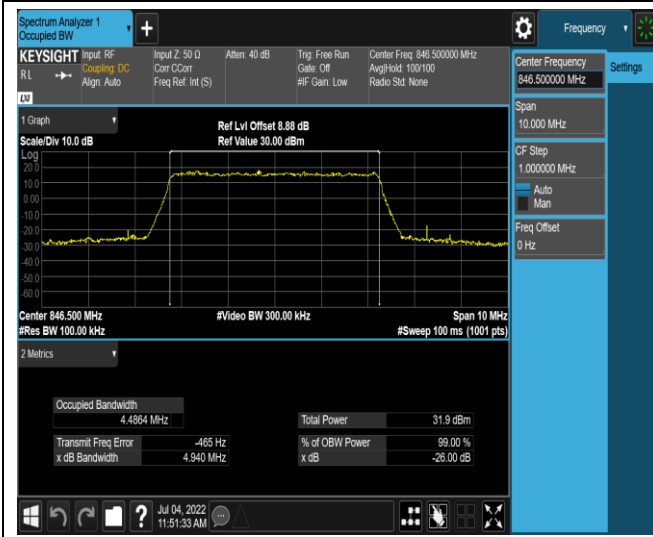 Spectrum Analyzer 1
Occupied BW
Frequency
KEYSIGHT
Input: RF
Input Z: 50 Ω
Atten: 40 dB
Trig: Free Run
Center Freq: 846.500000 MHz
RL
Coupling: DC
Corr CCorr
Gate: Off
Avg|Hold: 100/100
Align: Auto
Freq Ref: Int (S)
#IF Gain: Low
Radio Std: None
LXI
Center Frequency
846.500000 MHz
Settings
Span
10.000 MHz
CF Step
1.000000 MHz
Auto
Man
Freq Offset
0 Hz
1 Graph
Ref Lvl Offset 8.88 dB
Scale/Div 10.0 dB
Ref Value 30.00 dBm
Log
20.0
10.0
0.00
-10.0
-20.0
-30.0
-40.0
-50.0
-60.0
Center 846.500 MHz
#Video BW 300.00 kHz
Span 10 MHz
#Res BW 100.00 kHz
#Sweep 100 ms (1001 pts)
2 Metrics
Occupied Bandwidth
4.4864 MHz
Total Power
31.9 dBm
Transmit Freq Error
-465 Hz
% of OBW Power
99.00 %
x dB Bandwidth
4.940 MHz
x dB
-26.00 dB
Jul 04, 2022
11:51:33 AM